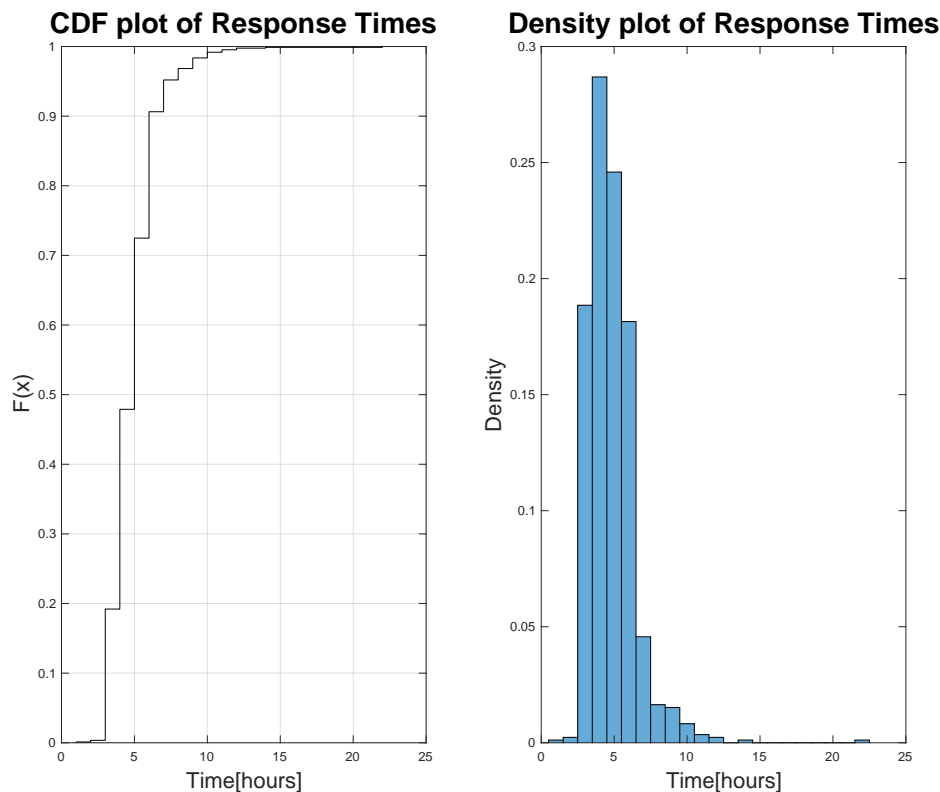 CDF plot of Response Times
1
0.9
0.8
0.7
0.6
0.5
0.4
0.3
0.2
0.1
0
F(x)
0 5 10 15 20 25
Time[hours]
Density plot of Response Times
0.3
0.25
0.2
0.15
0.1
0.05
0
Density
0 5 10 15 20 25
Time[hours]